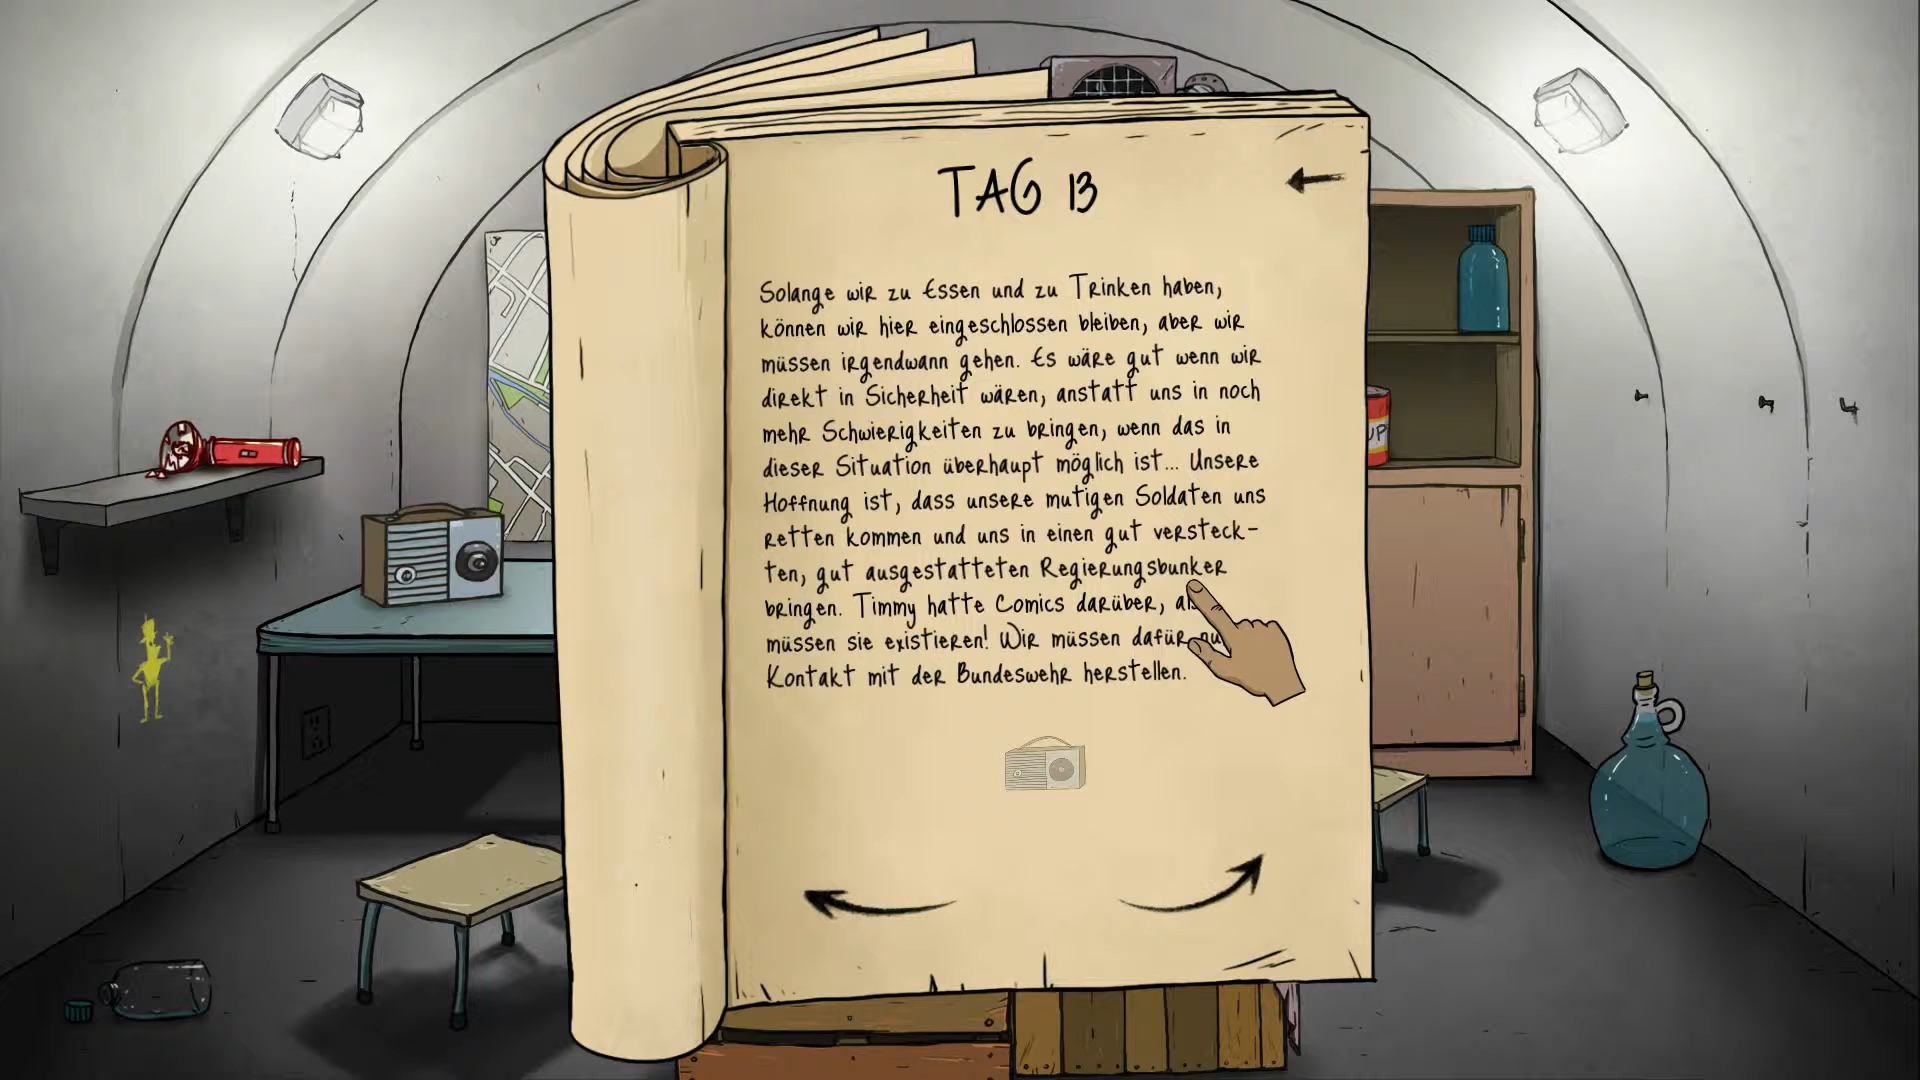 TAG 13
Solange wir zu Essen und zu Trinken haben,
können wir hier eingeschlossen bleiben, aber wir
müssen irgendwann gehen. Es wäre gut wenn wir
direkt in Sicherheit wären, anstatt uns in noch
mehr Schwierigkeiten zu bringen, wenn das in
dieser Situation überhaupt möglich ist... Unsere
Hoffnung ist, dass unsere mutigen Soldaten uns
retten kommen und uns in einen gut versteck-
ten, gut ausgestatteten Regierungsbunker
bringen. Timmy hatte Comics darüber,
müssen sie existieren! Wir müssen dafür
Kontakt mit der Bundeswehr herstellen.
UP